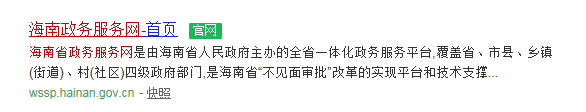 海南政务服务网-首页 官网
海南省政务服务网是由海南省人民政府主办的全省一体化政务服务平台,覆盖省、市县、乡镇
(街道)、村(社区)四级政府部门,是海南省“不见面审批”改革的实现平台和技术支撑...
wssp.hainan.gov.cn - 快照